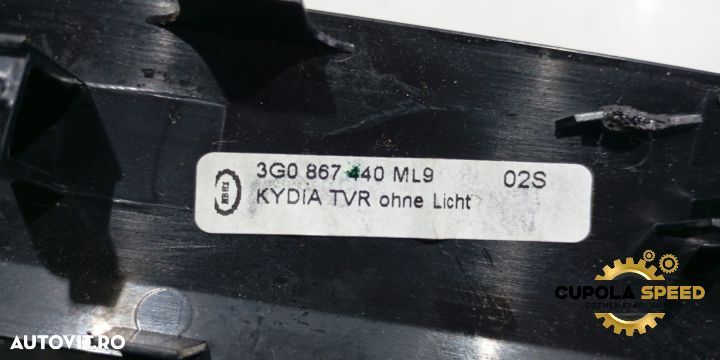 3G0 867 440 ML9 02S
KYDiA TVR ohne Licht
CUPOLA SPEED
AUTOVIT.RO